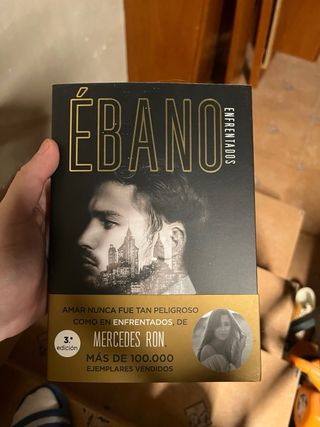 ÉBANO
ENFRENTADOS
AMAR NUNCA FUE TAN PELIGROSO
COMO EN ENFRENTADOS, DE
MERCEDES RON
3.ª
edición
MÁS DE 100.000
EJEMPLARES VENDIDOS